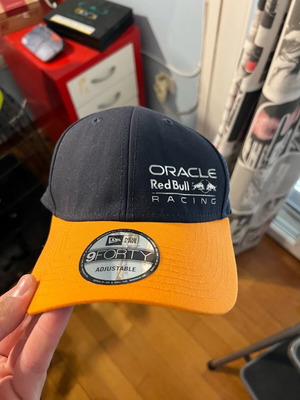 ORACLE
Red Bull
RACING
NEW ERA
9FORTY
ADJUSTABLE